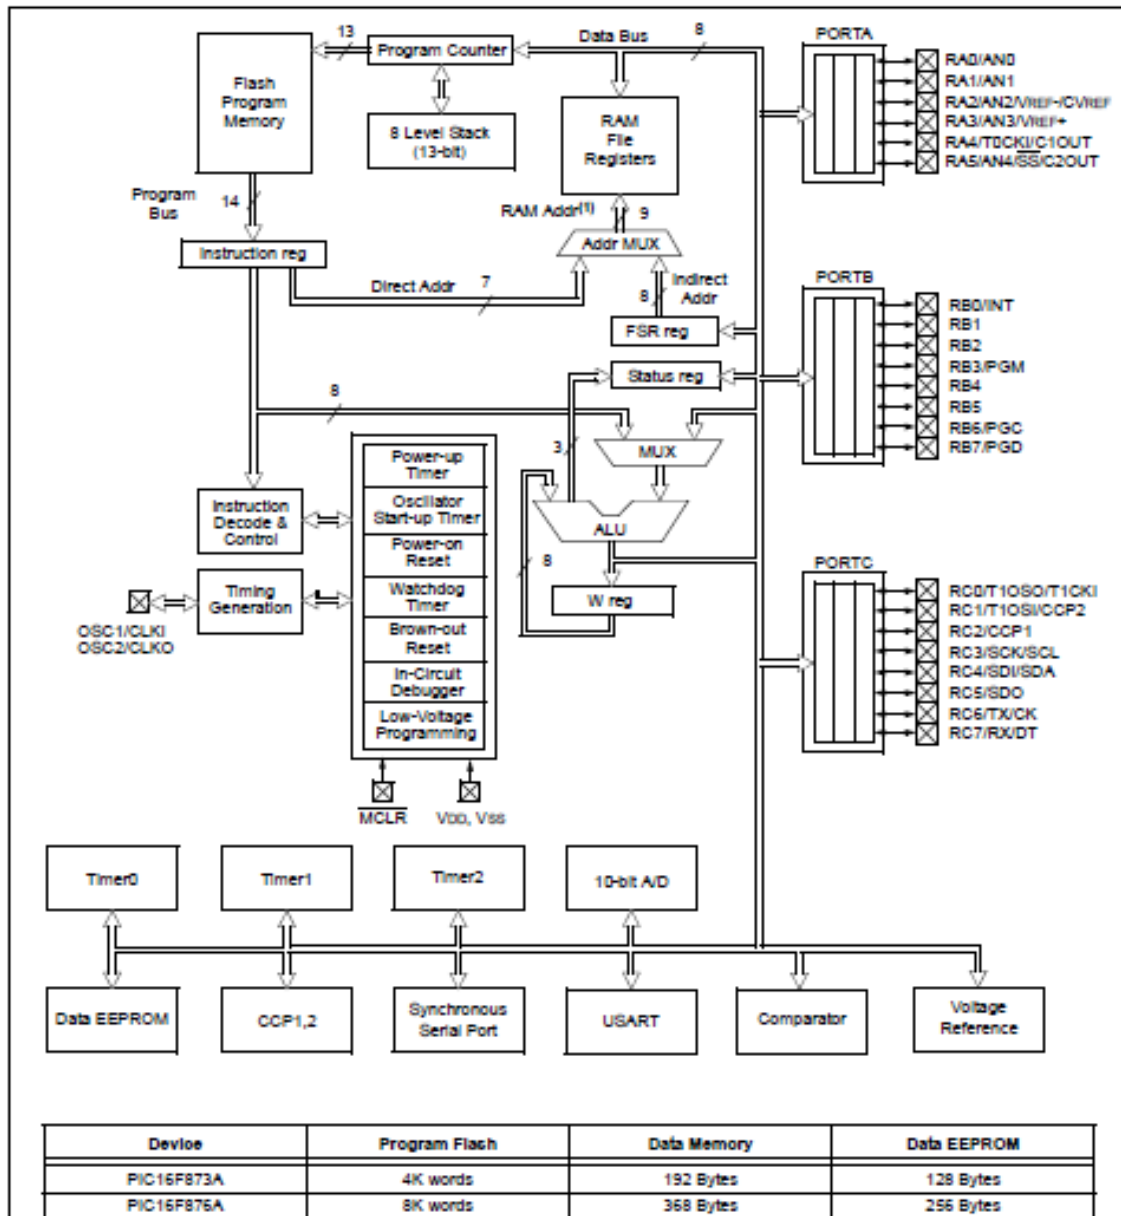 13
Program Counter
Data Bus
8
PORTA
Flash
Program
Memory
8 Level Stack
(13-bit)
RAM
File
Registers
RA0/AN0
RA1/AN1
RA2/AN2/VREF-/CVREF
RA3/AN3/VREF+
RA4/T0CKI/C1OUT
RA5/AN4/SS/C2OUT
Program
Bus
14
RAM Addr(1)
9
Addr MUX
Instruction reg
Direct Addr
7
Indirect
Addr
8
FSR reg
Status reg
PORTB
RB0/INT
RB1
RB2
RB3/PGM
RB4
RB5
RB6/PGC
RB7/PGD
8
3
MUX
Power-up
Timer
Oscillator
Start-up Timer
Power-on
Reset
Watchdog
Timer
Brown-out
Reset
In-Circuit
Debugger
Low-Voltage
Programming
Instruction
Decode &
Control
Timing
Generation
OSC1/CLKI
OSC2/CLKO
ALU
8
W reg
MCLR
VDD, VSS
PORTC
RC0/T1OSO/T1CKI
RC1/T1OSI/CCP2
RC2/CCP1
RC3/SCK/SCL
RC4/SDI/SDA
RC5/SDO
RC6/TX/CK
RC7/RX/DT
Timer0
Timer1
Timer2
10-bit A/D
Data EEPROM
CCP1,2
Synchronous
Serial Port
USART
Comparator
Voltage
Reference
Device Program Flash Data Memory Data EEPROM
PIC16F873A 4K words 192 Bytes 128 Bytes
PIC16F876A 8K words 368 Bytes 256 Bytes